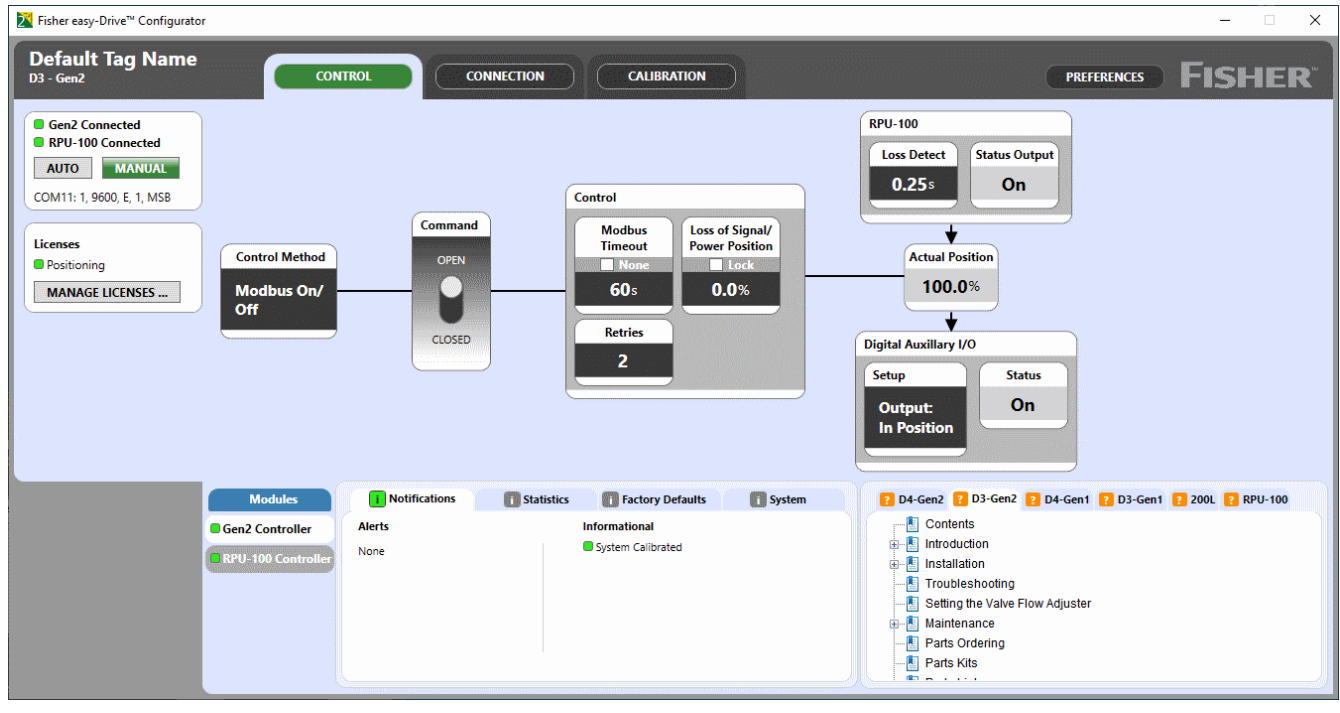 Fisher easy-Drive™ Configurator
Default Tag Name
D3 - Gen2
CONTROL
CONNECTION
CALIBRATION
PREFERENCES
FISHER™
Gen2 Connected
RPU-100 Connected
AUTO
MANUAL
COM11: 1, 9600, E, 1, MSB
Licenses
Positioning
MANAGE LICENSES ...
Control Method
Modbus On/
Off
Command
OPEN
CLOSED
Control
Modbus
Timeout
None
60s
Loss of Signal/
Power Position
Lock
0.0%
Retries
2
RPU-100
Loss Detect
0.25s
Status Output
On
Actual Position
100.0%
Digital Auxillary I/O
Setup
Output:
In Position
Status
On
Modules
Gen2 Controller
RPU-100 Controller
Notifications
Statistics
Factory Defaults
System
Alerts
None
Informational
System Calibrated
D4-Gen2
D3-Gen2
D4-Gen1
D3-Gen1
200L
RPU-100
Contents
Introduction
Installation
Troubleshooting
Setting the Valve Flow Adjuster
Maintenance
Parts Ordering
Parts Kits